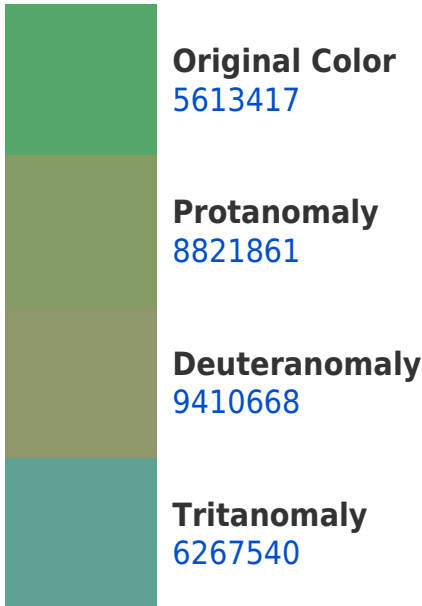 Original Color
5613417
Protanomaly
8821861
Deuteranomaly
9410668
Tritanomaly
6267540